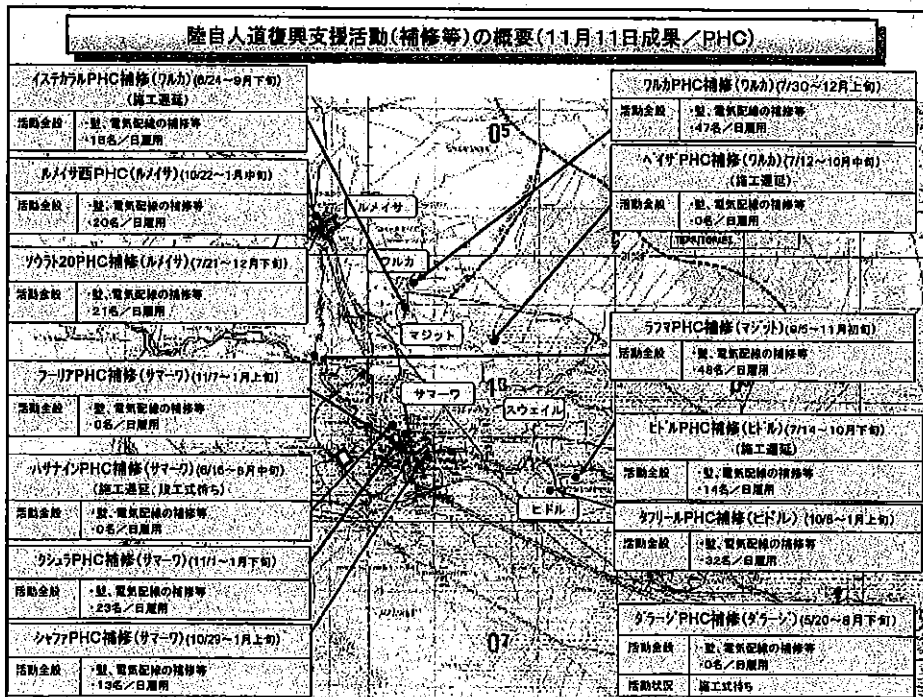 陸自人道復興支援活動(補修等)の概要(11月11日成果/PHC)
イステカラルPHC補修(ワルカ)(6/24~9月下旬)
(施工遅延)
活動全般 ・壁、電気配線の補修等
・18名/日雇用
ルメイサ西PHC(ルメイサ)(10/22~1月中旬)
活動全般 ・壁、電気配線の補修等
・20名/日雇用
ソウラト20PHC補修(ルメイサ)(7/21~12月下旬)
活動全般 ・壁、電気配線の補修等
・21名/日雇用
ラーリアPHC補修(サマーワ)(11/7~1月上旬)
活動全般 ・壁、電気配線の補修等
0名/日雇用
ハサナインPHC補修(サマーワ)(6/16~8月中旬)
(施工遅延、竣工式待ち)
活動全般 ・壁、電気配線の補修等
・0名/日雇用
クシュラPHC補修(サマーワ)(11/1~1月下旬)
活動全般 ・壁、電気配線の補修等
・23名/日雇用
シャファPHC補修(サマーワ)(10/29~1月上旬)
活動全般 ・壁、電気配線の補修等
・13名/日雇用
05
ルメイサ
ワルカ
マジット
サマーワ
スウェイル
ヒドル
07
ワルカPHC補修(ワルカ)(7/30~12月上旬)
活動全般 ・壁、電気配線の補修等
・47名/日雇用
ヘイサPHC補修(ワルカ)(7/12~10月中旬)
(施工遅延)
活動全般 ・壁、電気配線の補修等
・0名/日雇用
ラフマPHC補修(マジット)(9/5~11月初旬)
活動全般 ・壁、電気配線の補修等
・48名/日雇用
ヒドルPHC補修(ヒドル)(7/14~10月下旬)
(施工遅延)
活動全般 ・壁、電気配線の補修等
・14名/日雇用
タフリールPHC補修(ヒドル)(10/8~1月上旬)
活動全般 ・壁、電気配線の補修等
・32名/日雇用
ダラージPHC補修(ダラージ)(5/20~8月下旬)
活動全般 ・壁、電気配線の補修等
・0名/日雇用
活動状況 竣工式待ち